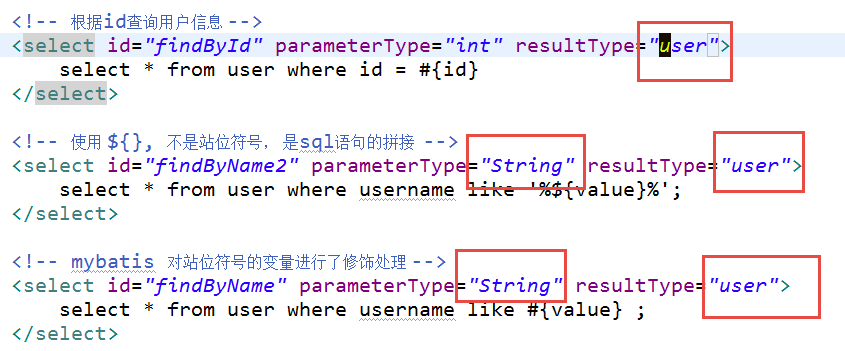 <!-- 根据id查询用户信息 -->
<select id="findById" parameterType="int" resultType="user">
select * from user where id = #{id}
</select>
<!-- 使用 ${}, 不是站位符号, 是sql语句的拼接 -->
<select id="findByName2" parameterType="String" resultType="user">
select * from user where username like '%${value}%';
</select>
<!-- mybatis 对站位符号的变量进行了修饰处理 -->
<select id="findByName" parameterType="String" resultType="user">
select * from user where username like #{value} ;
</select>